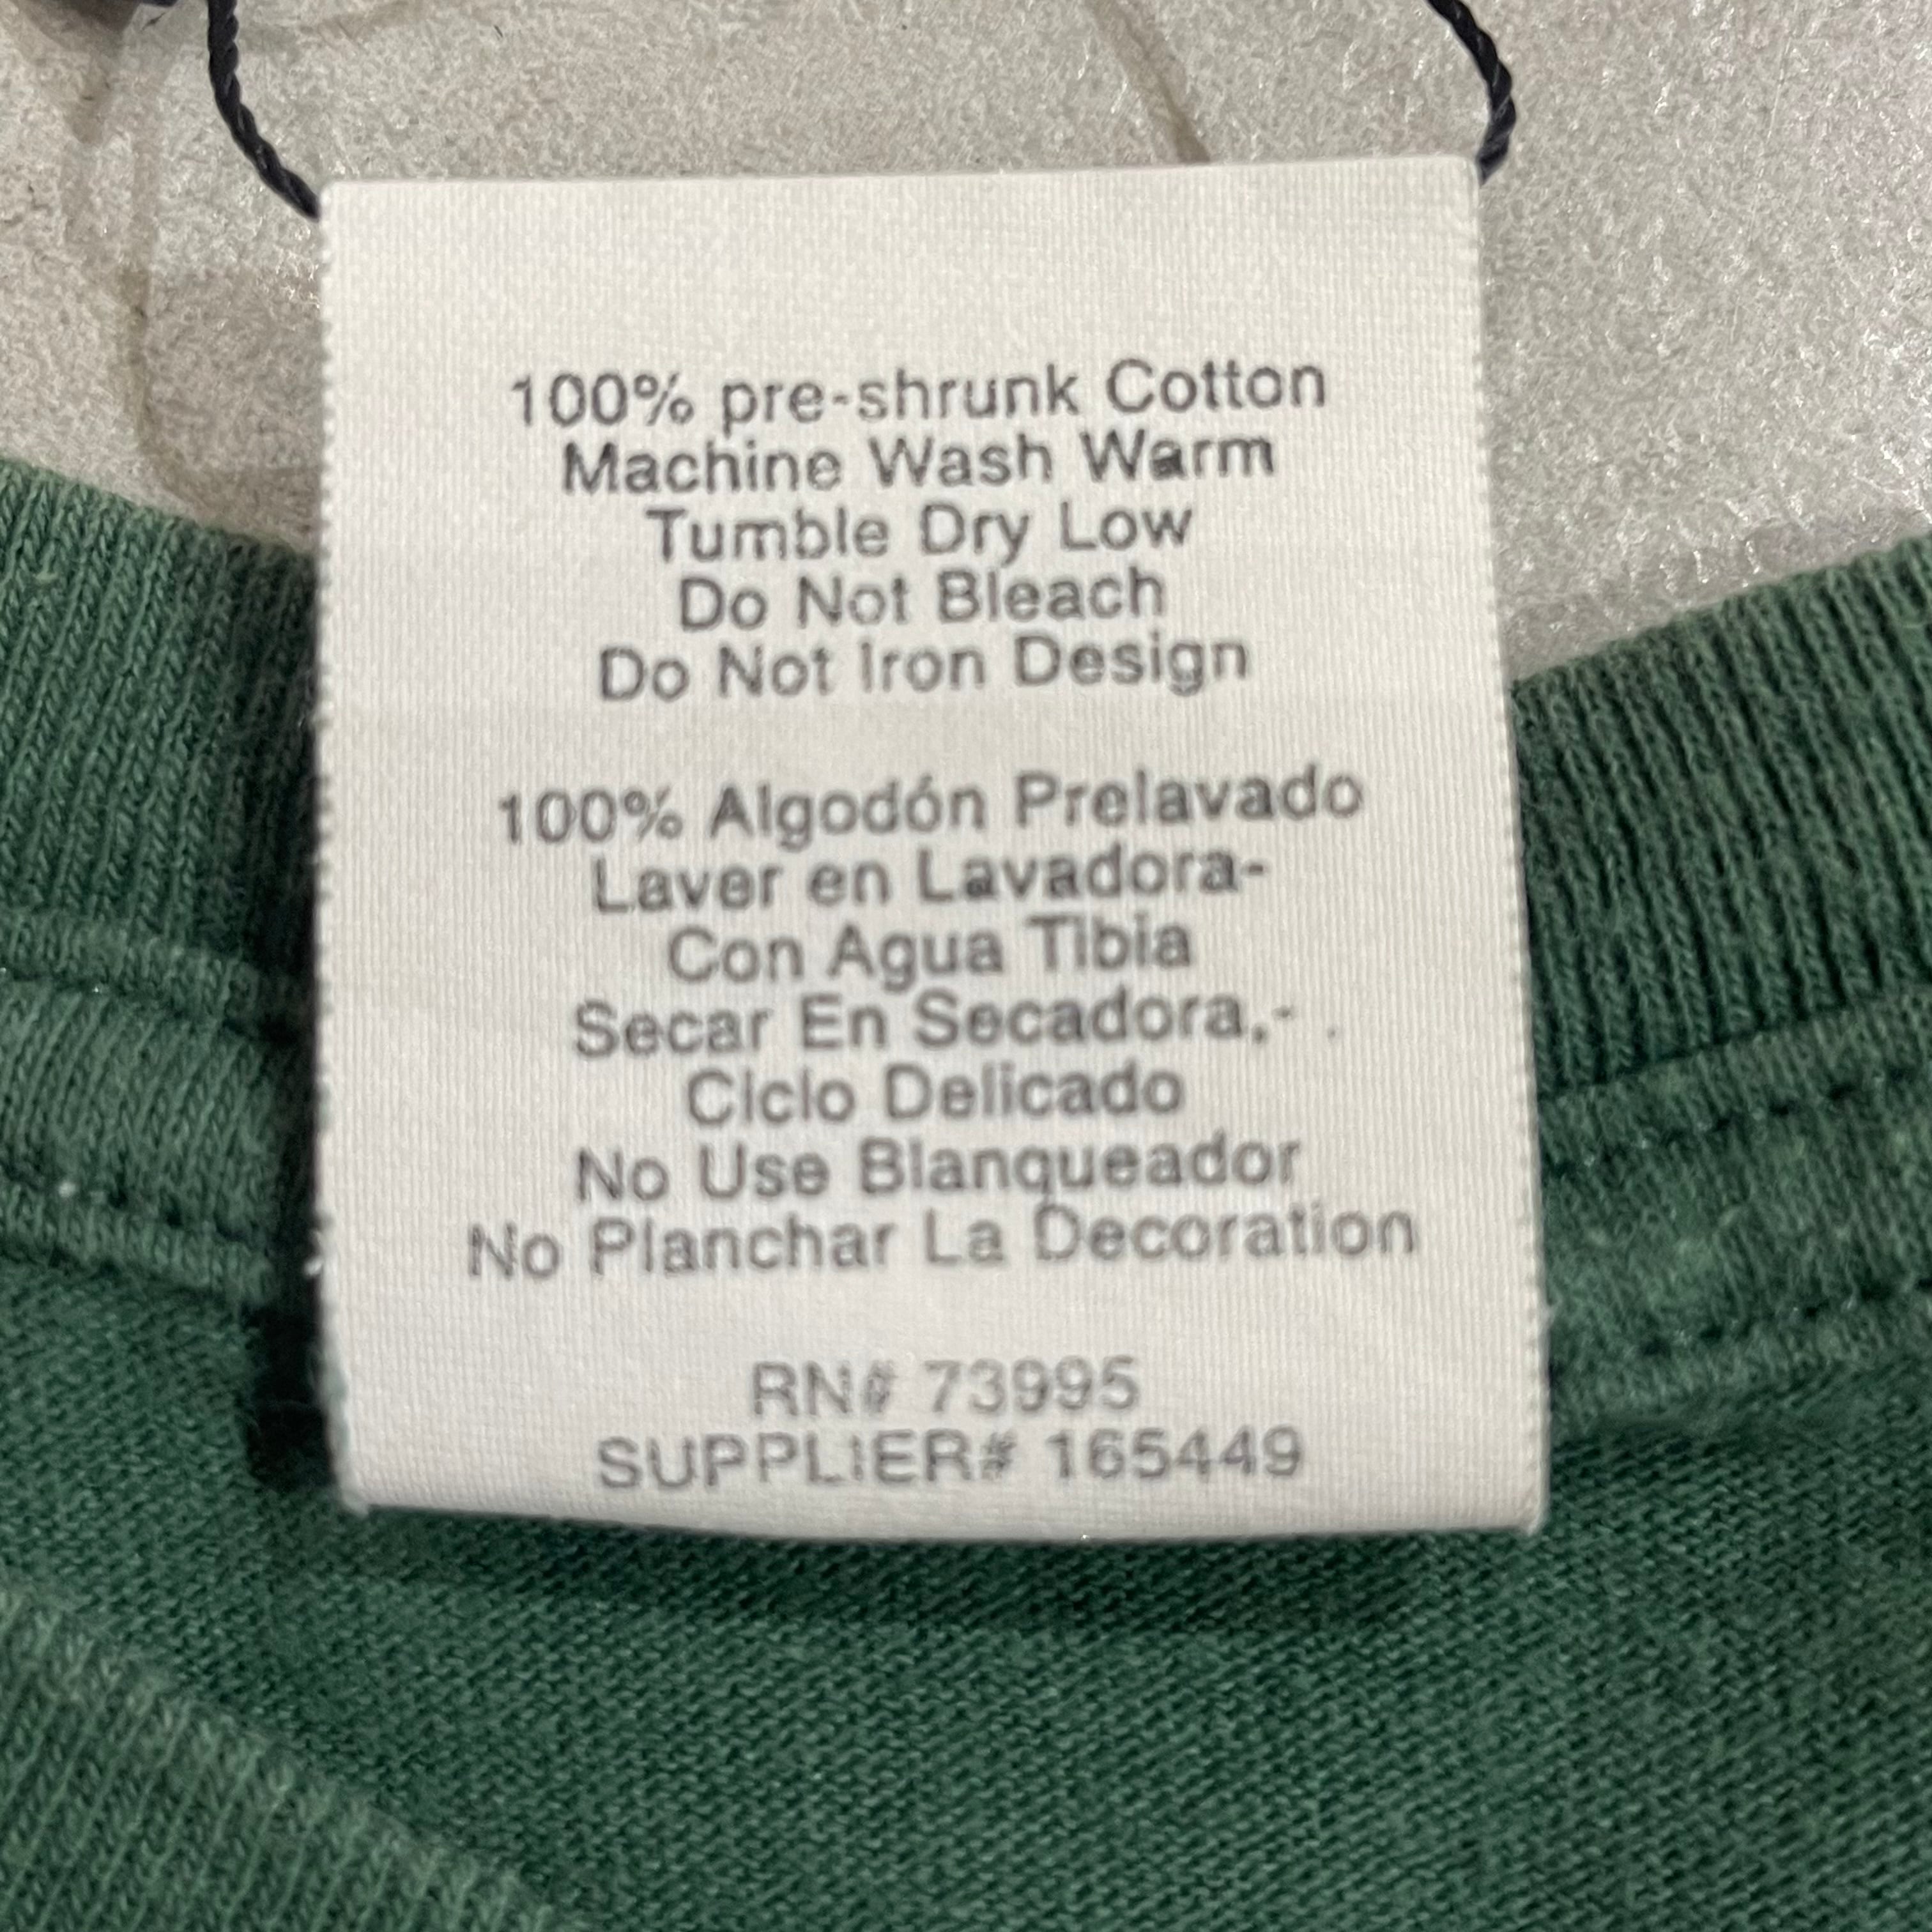 100% pre-shrunk Cotton
Machine Wash Warm
Tumble Dry Low
Do Not Bleach
Do Not Iron Design
100% Algodón Prelavado
Laver en Lavadora-
Con Agua Tibia
Secar En Secadora,-
Ciclo Delicado
No Use Blanqueador
No Planchar La Decoration
RN# 73995
SUPPLIER# 165449